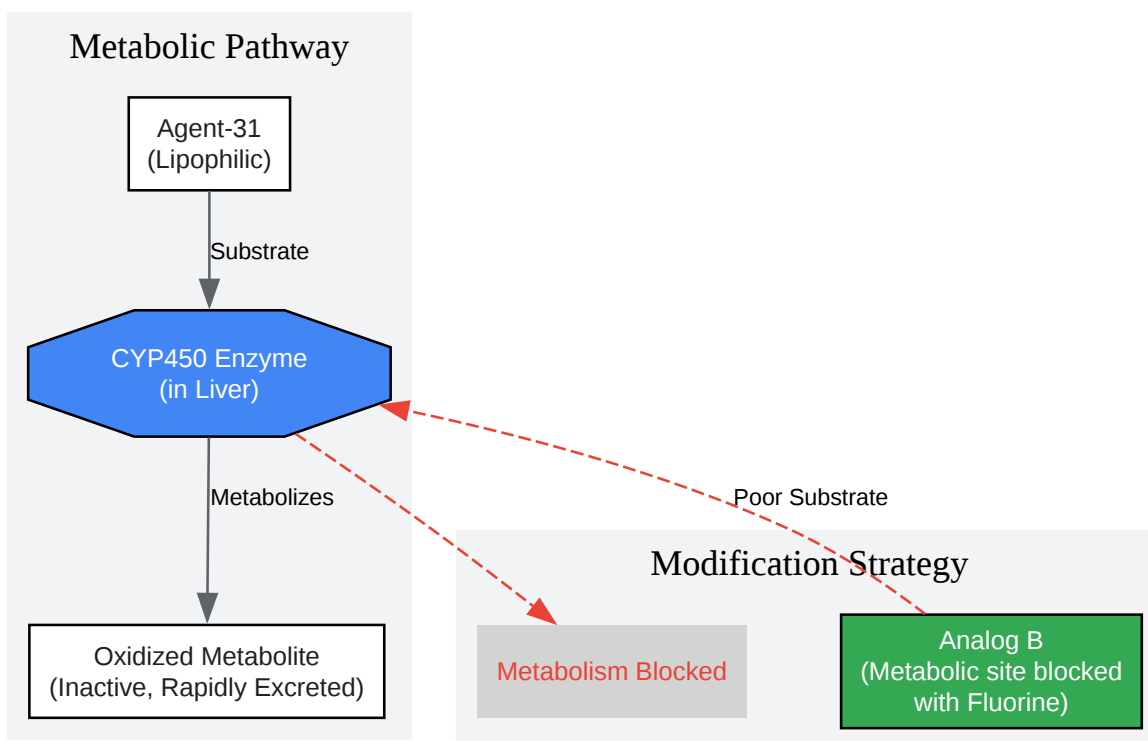 Metabolic Pathway
Agent-31
(Lipophilic)
Substrate
CYP450 Enzyme
(in Liver)
Metabolizes
Poor Substrate
Oxidized Metabolite
(Inactive, Rapidly Excreted)
Modification Strategy
Metabolism Blocked
Analog B
(Metabolic site blocked
with Fluorine)